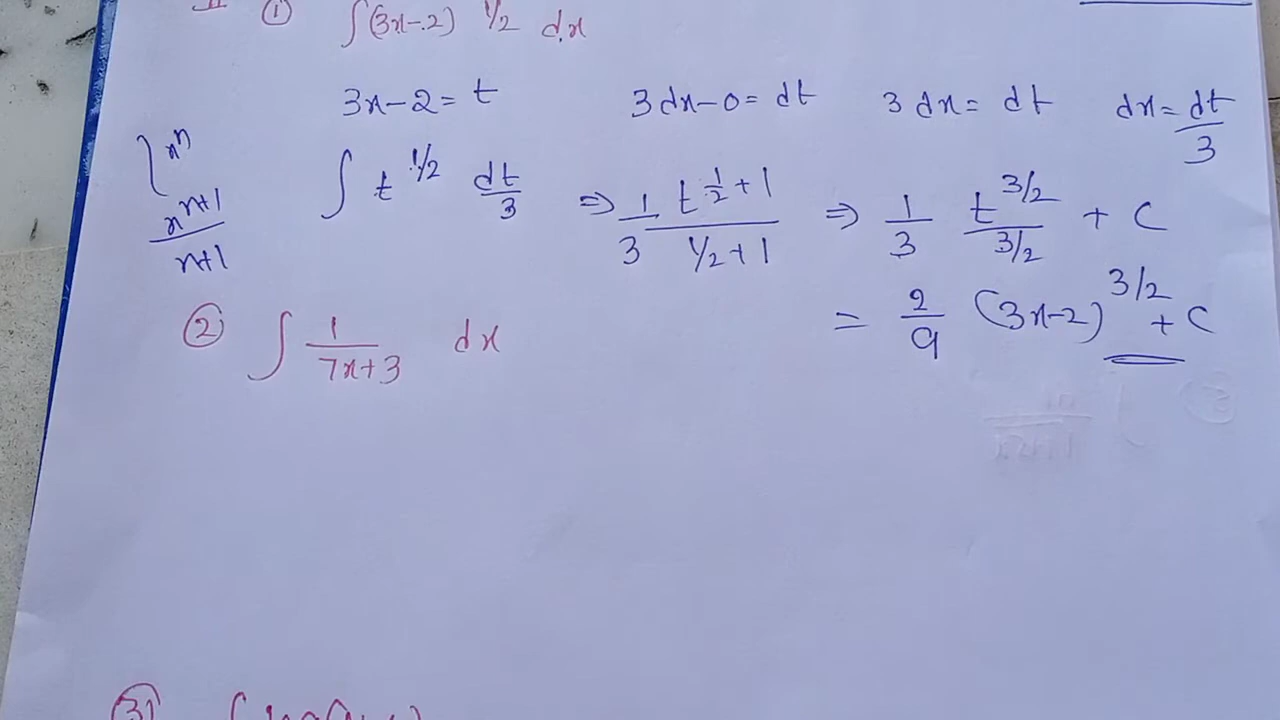 II ① ∫(3x-2) 1/2 dx
3x-2=t 3dx-0=dt 3dx=dt dx=dt/3
∫x^n ∫ t^1/2 dt/3 ⇒ 1/3 t^(1/2+1)/(1/2+1) ⇒ 1/3 t^3/2/(3/2) + C
x^(n+1)/(n+1)
= 2/9 (3x-2)^3/2 + C
② ∫ 1/(7x+3) dx
③